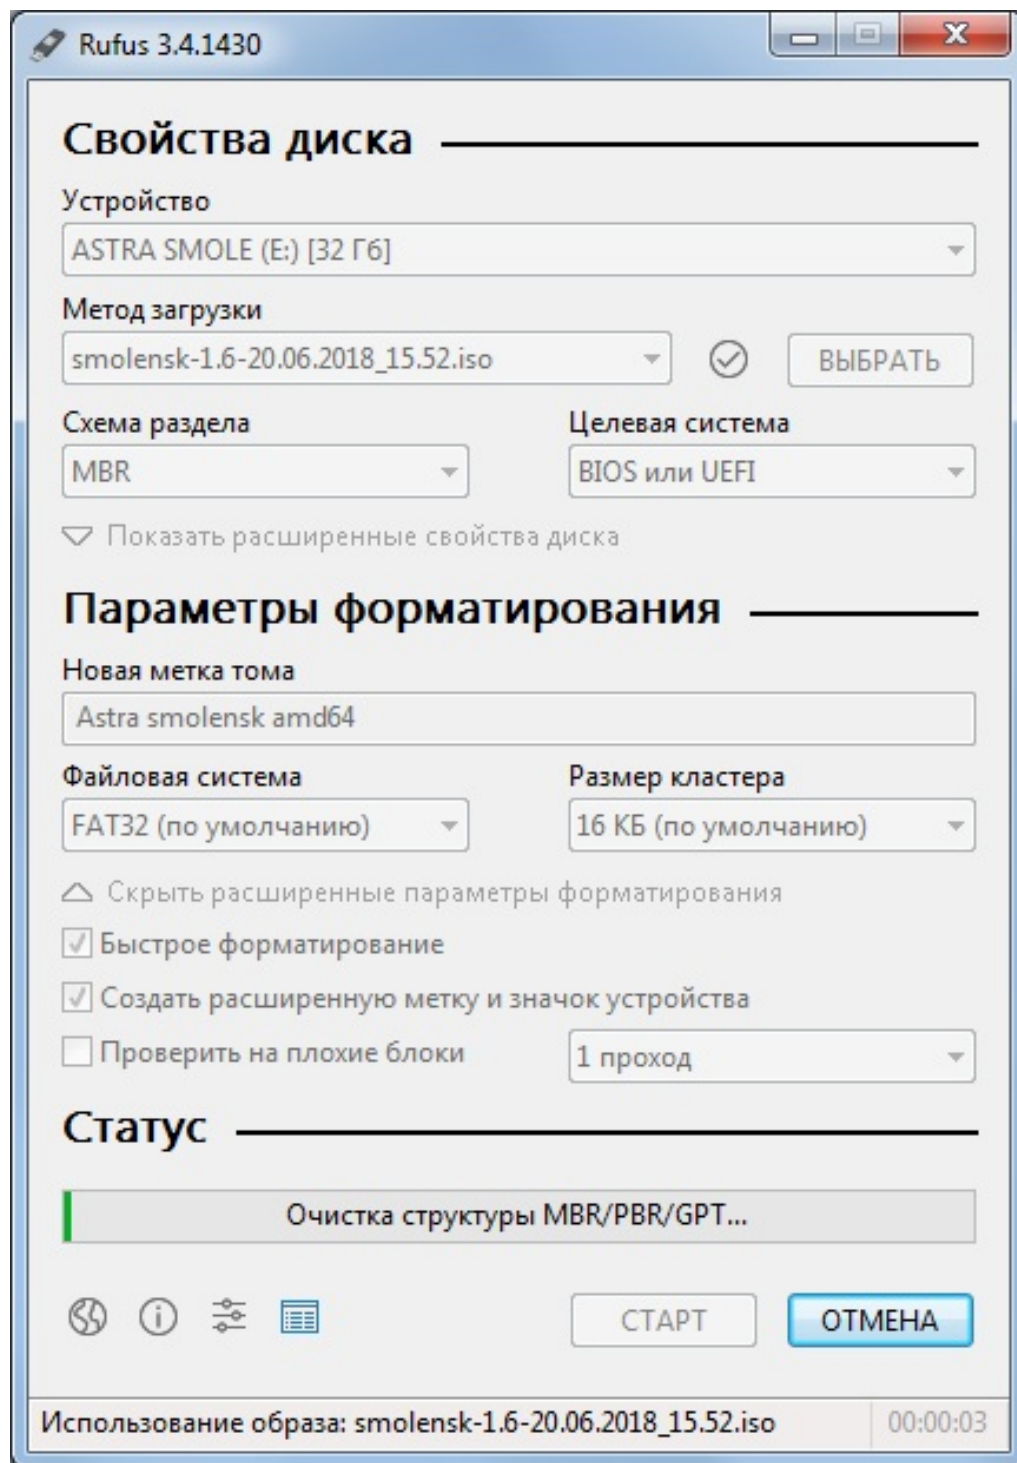 Rufus 3.4.1430
Свойства диска
Устройство
ASTRA SMOLE (E:) [32 Гб]
Метод загрузки
smolensk-1.6-20.06.2018_15.52.iso
ВЫБРАТЬ
Схема раздела Целевая система
MBR BIOS или UEFI
Показать расширенные свойства диска
Параметры форматирования
Новая метка тома
Astra smolensk amd64
Файловая система Размер кластера
FAT32 (по умолчанию) 16 КБ (по умолчанию)
Скрыть расширенные параметры форматирования
Быстрое форматирование
Создать расширенную метку и значок устройства
Проверить на плохие блоки 1 проход
Статус
Очистка структуры MBR/PBR/GPT...
СТАРТ ОТМЕНА
Использование образа: smolensk-1.6-20.06.2018_15.52.iso 00:00:03